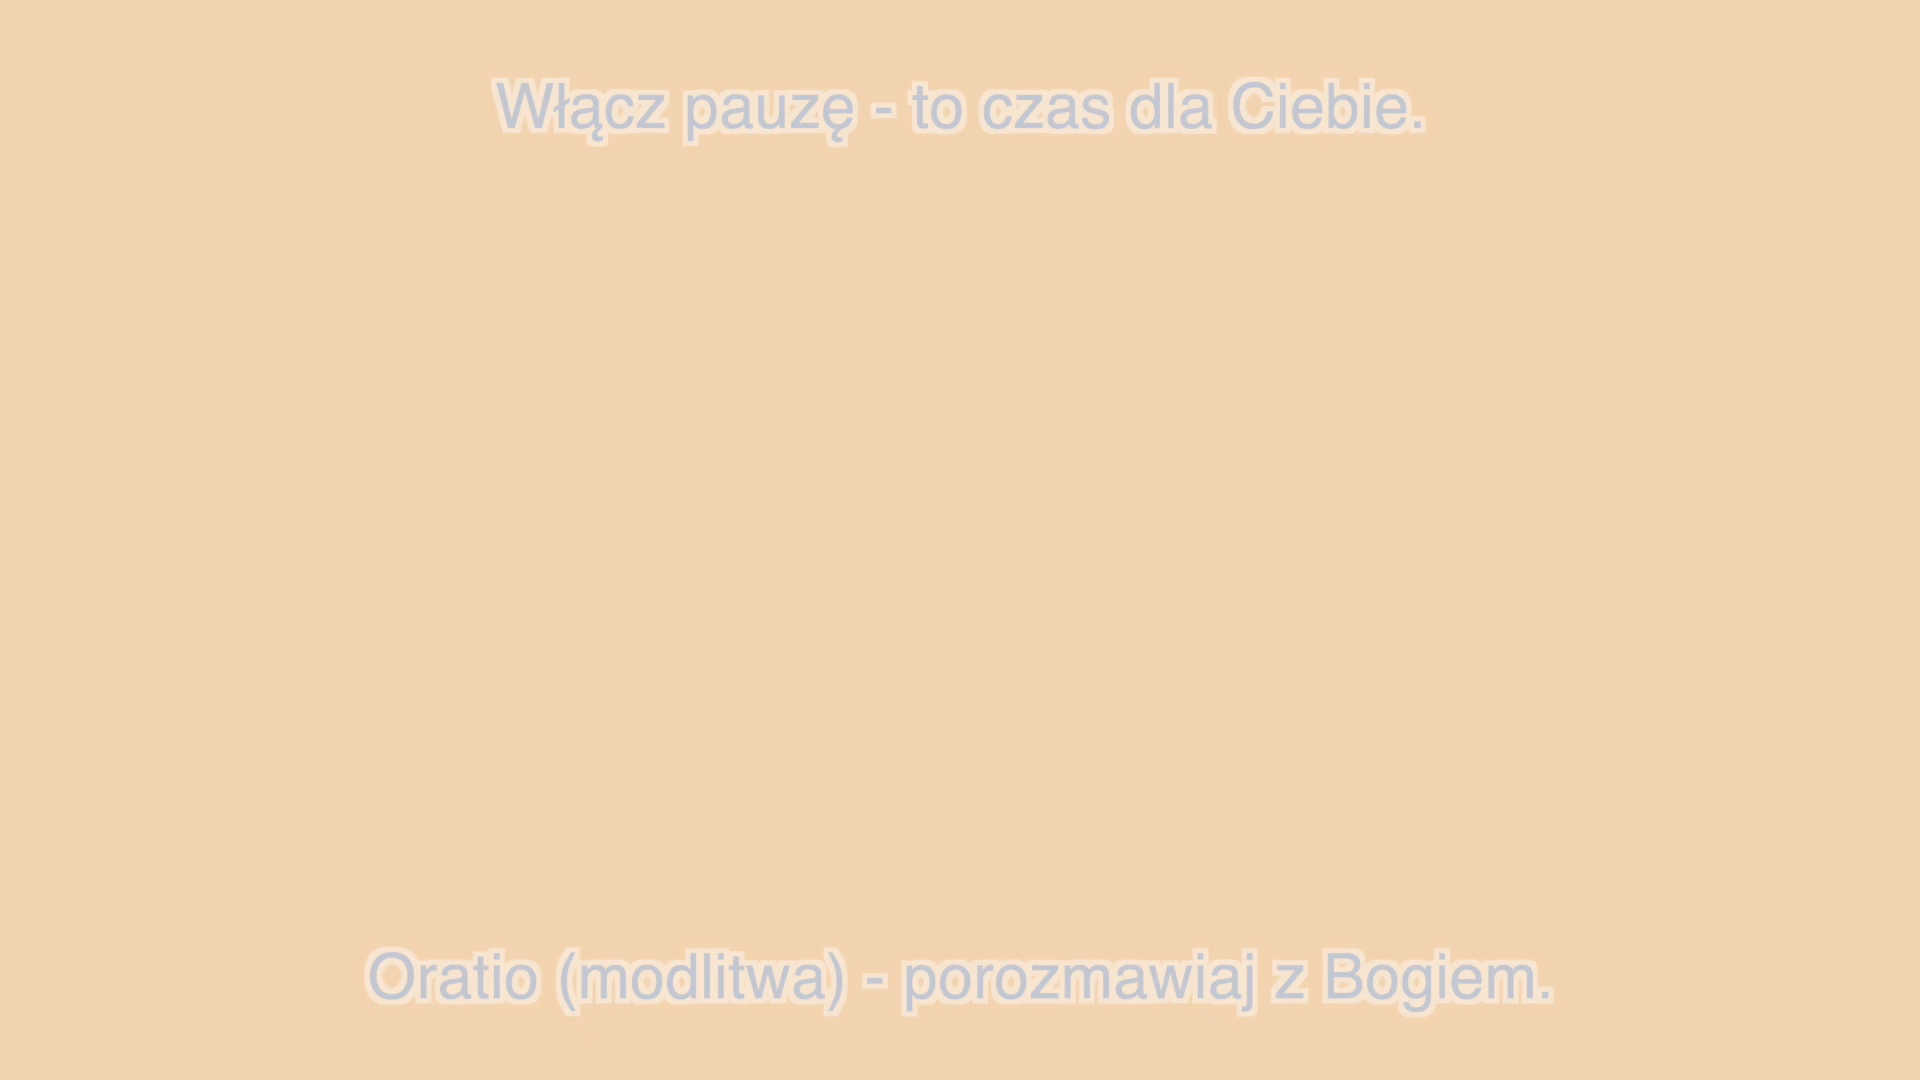 Włącz pauzę - to czas dla Ciebie.
Oratio (modlitwa) - porozmawiaj z Bogiem.